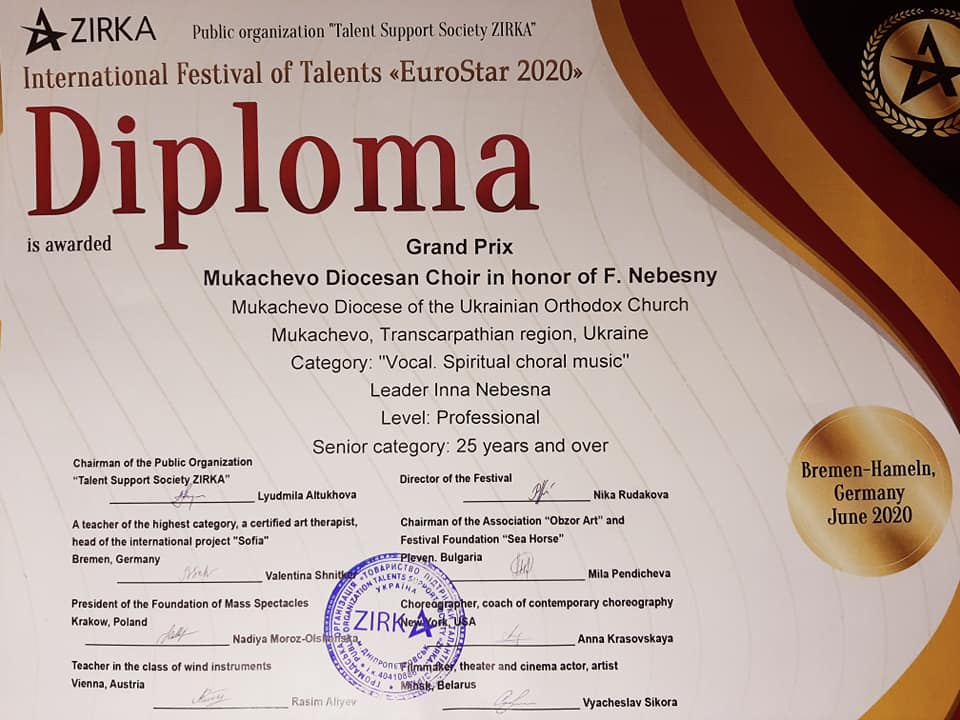 ZIRKA
Public organization "Talent Support Society ZIRKA"
International Festival of Talents «EuroStar 2020»
Diploma
is awarded
Grand Prix
Mukachevo Diocesan Choir in honor of F. Nebesny
Mukachevo Diocese of the Ukrainian Orthodox Church
Mukachevo, Transcarpathian region, Ukraine
Category: "Vocal. Spiritual choral music"
Leader Inna Nebesna
Level: Professional
Senior category: 25 years and over
Bremen-Hameln,
Germany
June 2020
Chairman of the Public Organization
"Talent Support Society ZIRKA"
Lyudmila Altukhova
Director of the Festival
Nika Rudakova
A teacher of the highest category, a certified art therapist,
head of the international project "Sofia"
Bremen, Germany
Valentina
Chairman of the Association "Obzor Art" and
Festival Foundation "Sea Horse"
Pleven. Bulgaria
Mila Pendicheva
President of the Foundation of Mass Spectacles
Krakow, Poland
Nadiya
Choreographer, coach of contemporary choreography
New York, USA
Anna Krasovskaya
Teacher in the class of wind instruments
Vienna, Austria
Rasim Aliyev
Filmmaker, theater and cinema actor, artist
Minsk, Belarus
Vyacheslav Sikora
ZIRKA
УКРАЇНА